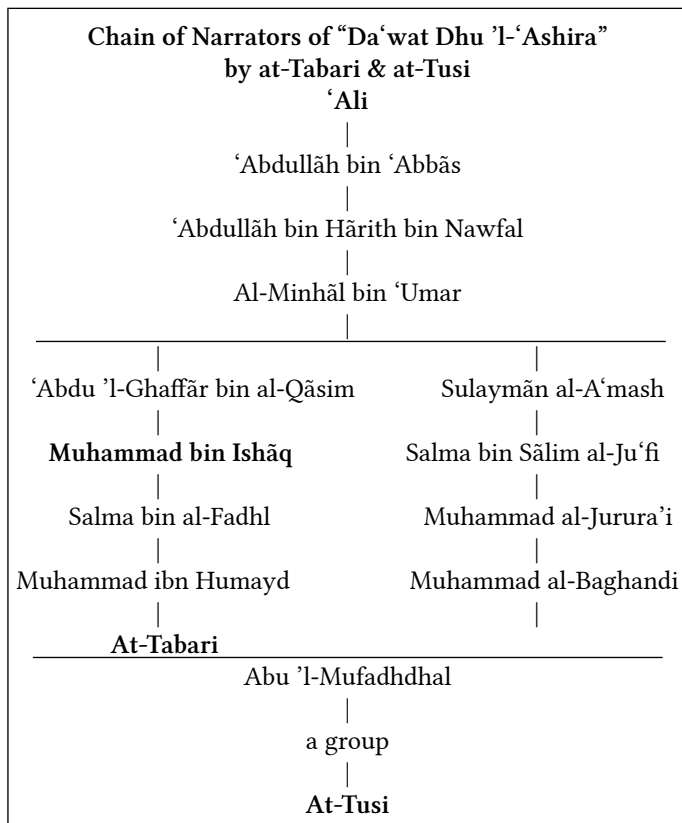 Chain of Narrators of “Da‘wat Dhu ’l-‘Ashira”
by at-Tabari & at-Tusi
‘Ali
‘Abdullãh bin ‘Abbãs
‘Abdullãh bin Hãrith bin Nawfal
Al-Minhãl bin ‘Umar
‘Abdu ’l-Ghaffãr bin al-Qãsim
Muhammad bin Ishãq
Salma bin al-Fadhl
Muhammad ibn Humayd
At-Tabari
Sulaymãn al-A‘mash
Salma bin Sãlim al-Ju‘fi
Muhammad al-Jurura’i
Muhammad al-Baghandi
Abu ’l-Mufadhdhal
a group
At-Tusi